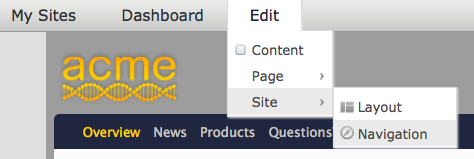 My Sites Dashboard Edit
acme
Content
Page
Site
Layout
Navigation
Overview News Products Questions